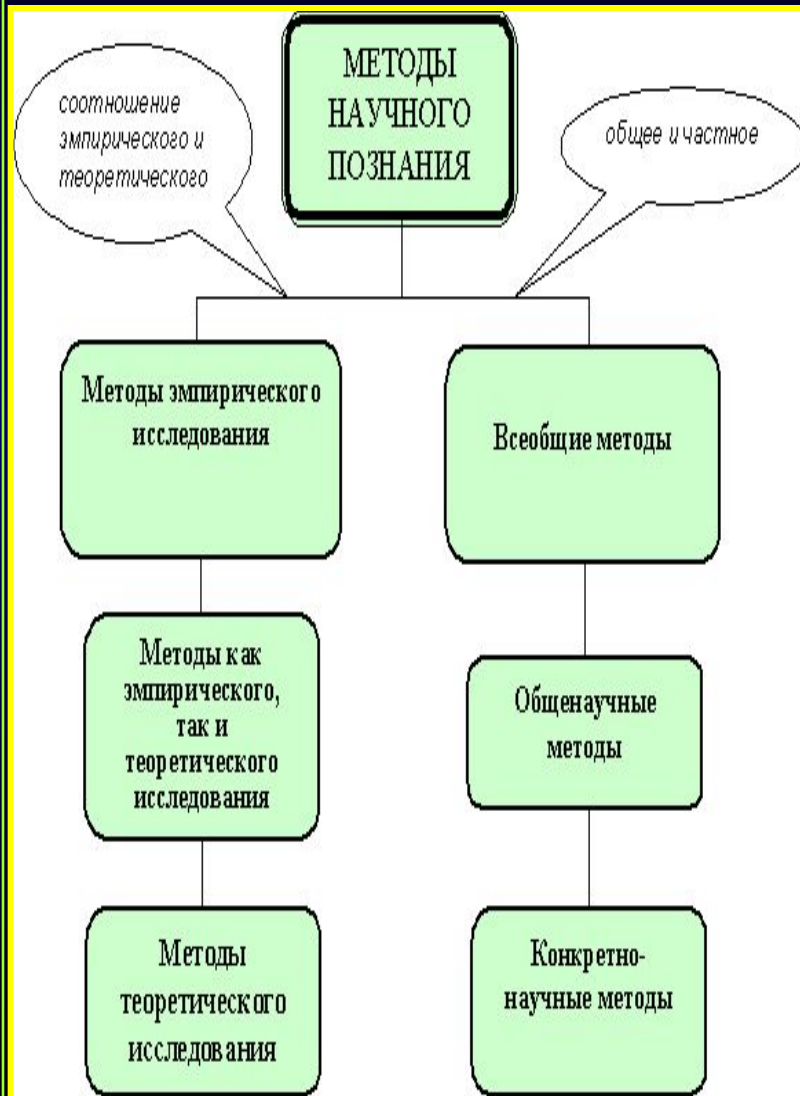 МЕТОДЫ
НАУЧНОГО
ПОЗНАНИЯ
соотношение
эмпирического и
теоретического
общее и частное
Методы эмпирического
исследования
Методы как
эмпирического,
так и
теоретического
исследования
Методы
теоретического
исследования
Всеобщие методы
Общенаучные
методы
Конкретно-
научные методы